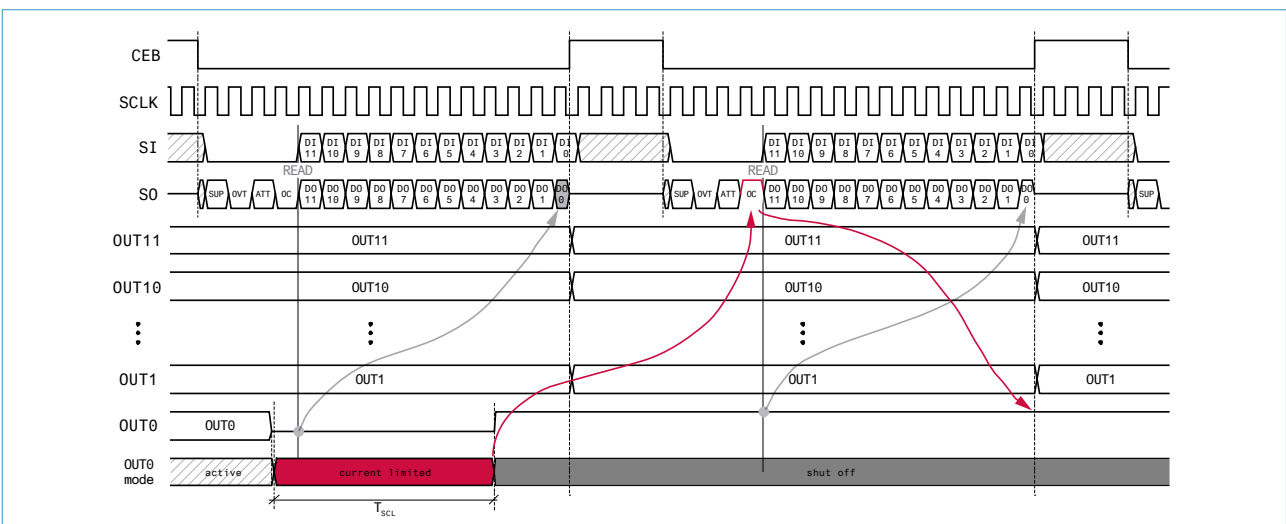 CEB
SCLK
SI DI 11 DI 10 DI 9 DI 8 DI 7 DI 6 DI 5 DI 4 DI 3 DI 2 DI 1 DI 0 DI 11 DI 10 DI 9 DI 8 DI 7 DI 6 DI 5 DI 4 DI 3 DI 2 DI 1 DI 0
READ READ
SO SUP OVT ATT OC DO 11 DO 10 DO 9 DO 8 DO 7 DO 6 DO 5 DO 4 DO 3 DO 2 DO 1 DO 0 SUP OVT ATT OC DO 11 DO 10 DO 9 DO 8 DO 7 DO 6 DO 5 DO 4 DO 3 DO 2 DO 1 DO 0 SUP
OUT11 OUT11 OUT11 OUT11
OUT10 OUT10 OUT10 OUT10
OUT1 OUT1 OUT1 OUT1
OUT0 OUT0
OUT0 mode active current limited shut off
TSCL